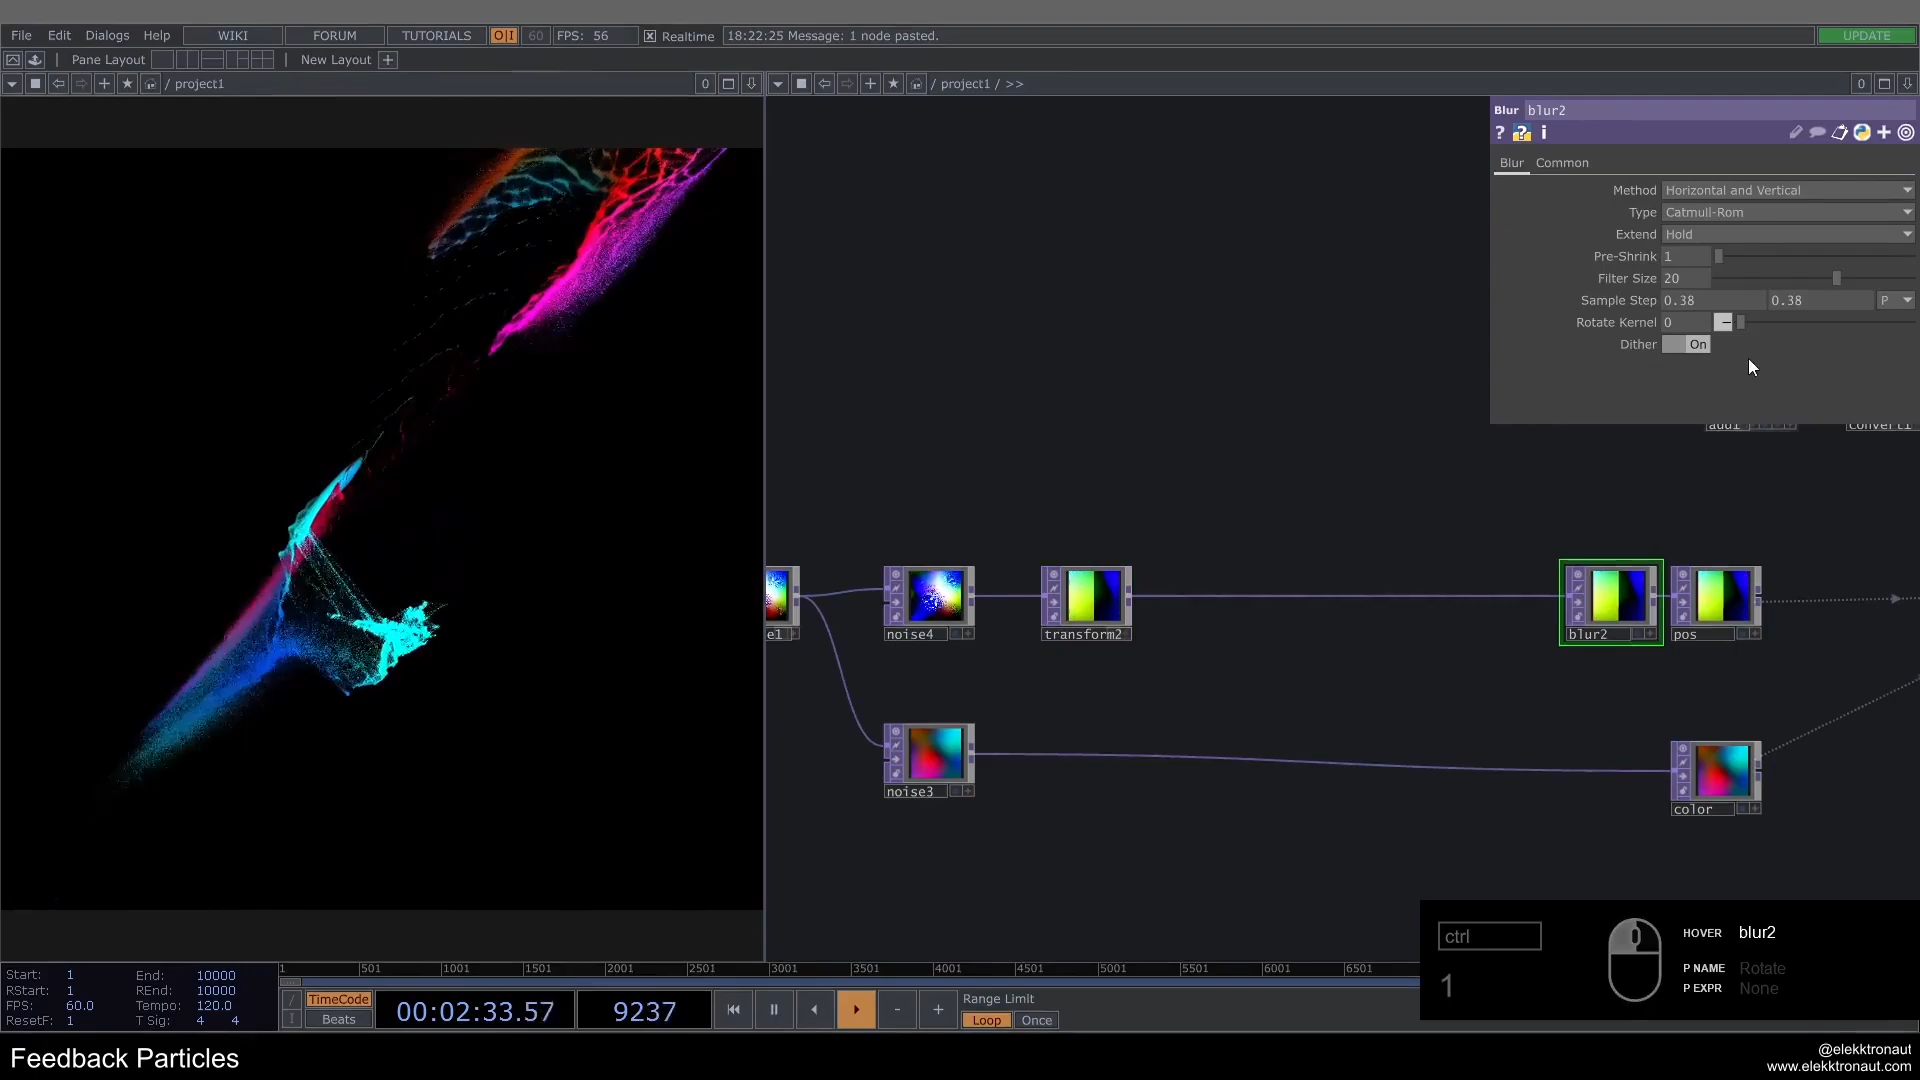 File Edit Dialogs Help WIKI FORUM TUTORIALS O|I 60 FPS: 56 Realtime 18:22:25 Message: 1 node pasted. UPDATE
Pane Layout New Layout
/ project1 0 / project1 / >> 0
Blur blur2
? ? i
Blur Common
Method Horizontal and Vertical
Type Catmull-Rom
Extend Hold
Pre-Shrink 1
Filter Size 20
Sample Step 0.38 0.38 P
Rotate Kernel 0
Dither On
add1 convert1
e1 noise4 transform2 blur2 pos
noise3
color
ctrl
1
HOVER blur2
P NAME Rotate
P EXPR None
1 501 1001 1501 2001 2501 3001 3501 4001 4501 5001 5501 6001 6501
Start: 1 End: 10000
RStart: 1 REnd: 10000
FPS: 60.0 Tempo: 120.0
ResetF: 1 T Sig: 4 4
TimeCode
Beats
00:02:33.57 9237
Range Limit
Loop Once
Feedback Particles
@elekktronaut
www.elekktronaut.com